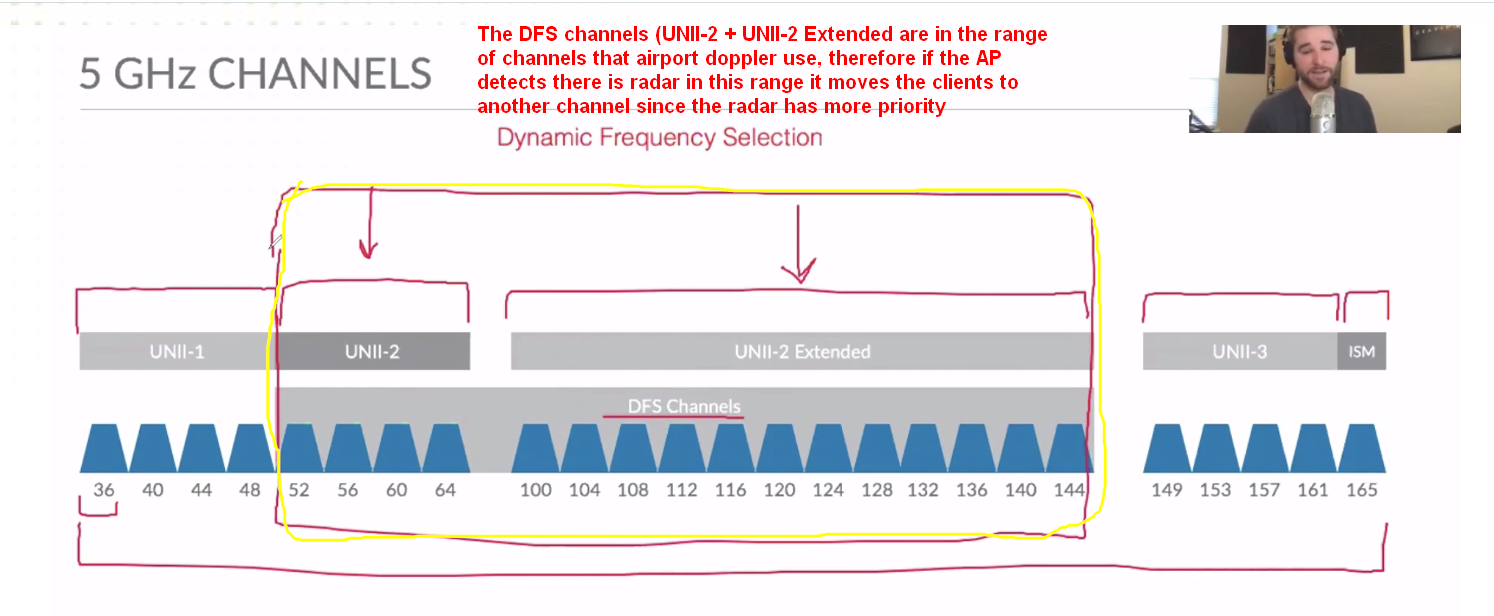 The DFS channels (UNII-2 + UNII-2 Extended are in the range
of channels that airport doppler use, therefore if the AP
detects there is radar in this range it moves the clients to
another channel since the radar has more priority
5 GHz CHANNELS
Dynamic Frequency Selection
UNII-1 UNII-2 UNII-2 Extended UNII-3 ISM
DFS Channels
36 40 44 48 52 56 60 64 100 104 108 112 116 120 124 128 132 136 140 144 149 153 157 161 165